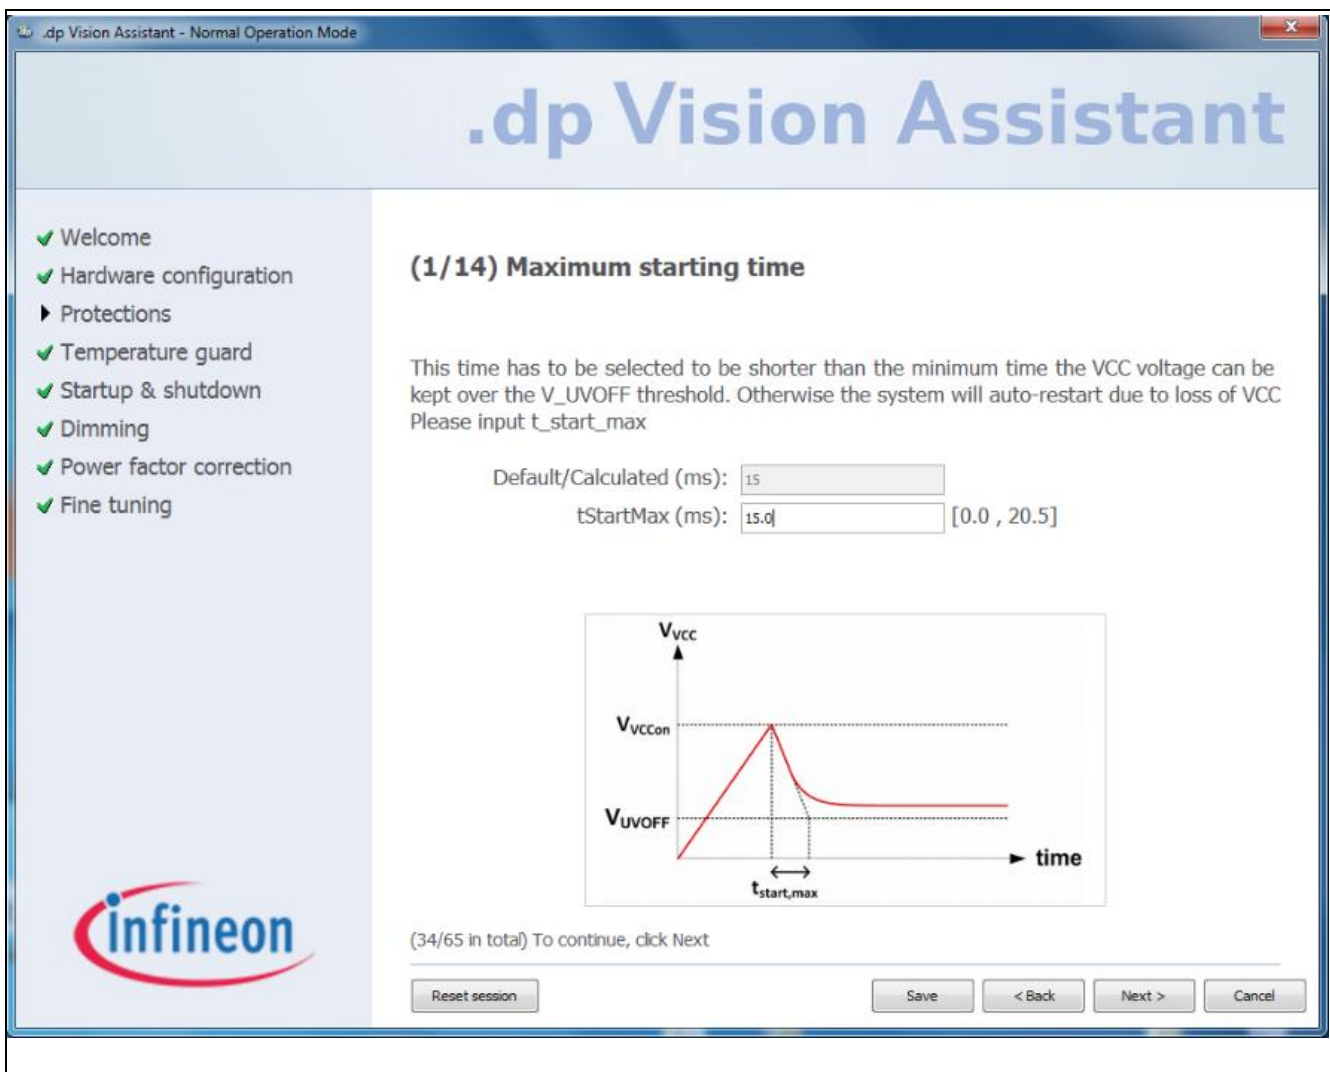 .dp Vision Assistant - Normal Operation Mode
.dp Vision Assistant
Welcome
Hardware configuration
Protections
Temperature guard
Startup & shutdown
Dimming
Power factor correction
Fine tuning
infineon
(1/14) Maximum starting time
This time has to be selected to be shorter than the minimum time the VCC voltage can be
kept over the V_UVOFF threshold. Otherwise the system will auto-restart due to loss of VCC
Please input t_start_max
Default/Calculated (ms): 15
tStartMax (ms): 15.0 [0.0 , 20.5]
VVCC
VVCCon
VUVOFF
time
tstart,max
(34/65 in total) To continue, click Next
Reset session Save < Back Next > Cancel